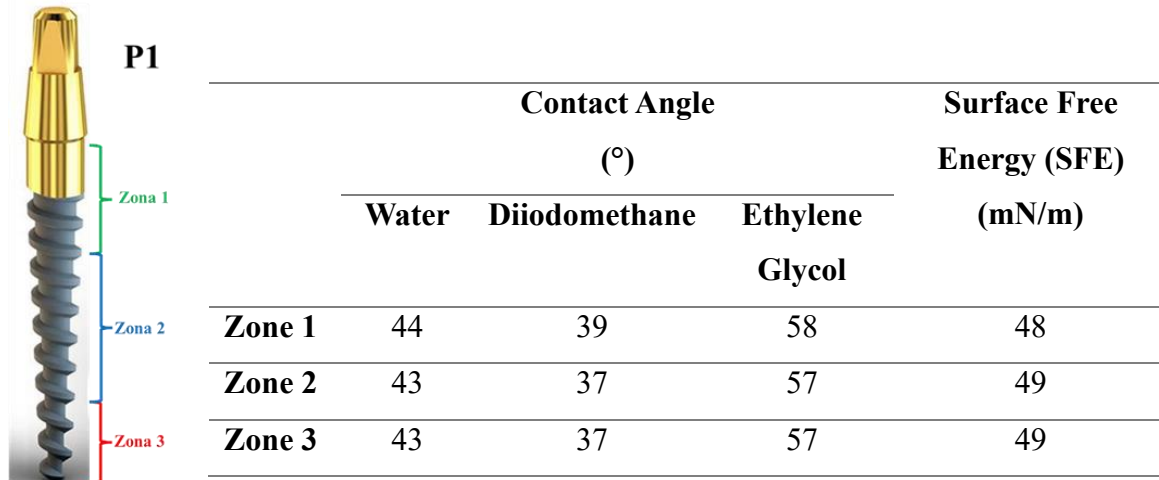 P1
Zona 1
Zona 2
Zona 3
Contact Angle Surface Free
(°) Energy (SFE)
Water Diiodomethane Ethylene (mN/m)
Glycol
Zone 1 44 39 58 48
Zone 2 43 37 57 49
Zone 3 43 37 57 49